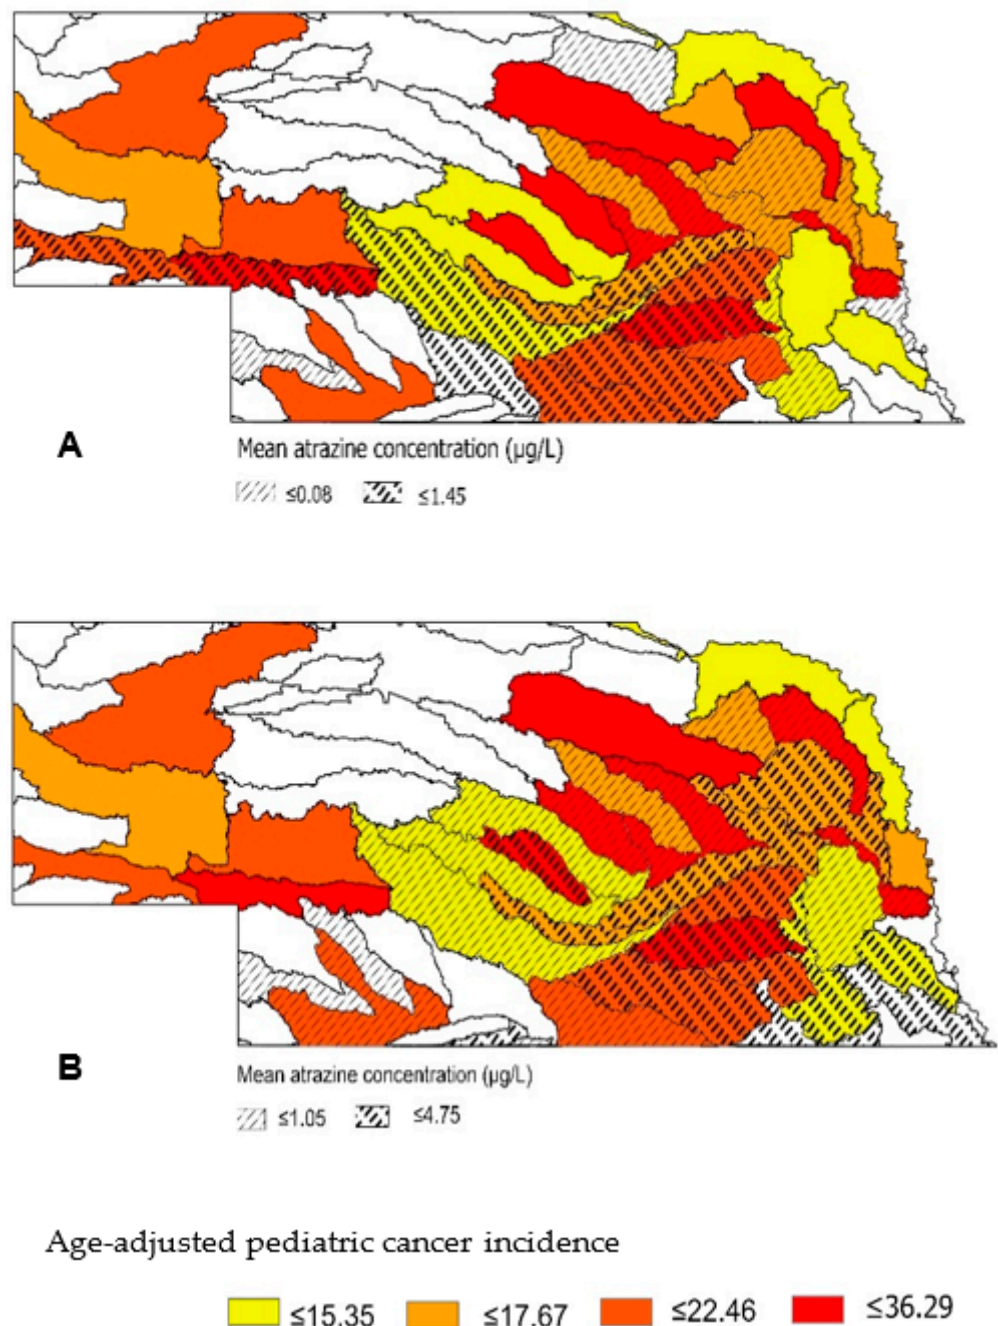 A
Mean atrazine concentration (µg/L)
≤0.08 ≤1.45
B
Mean atrazine concentration (µg/L)
≤1.05 ≤4.75
Age-adjusted pediatric cancer incidence
≤15.35 ≤17.67 ≤22.46 ≤36.29